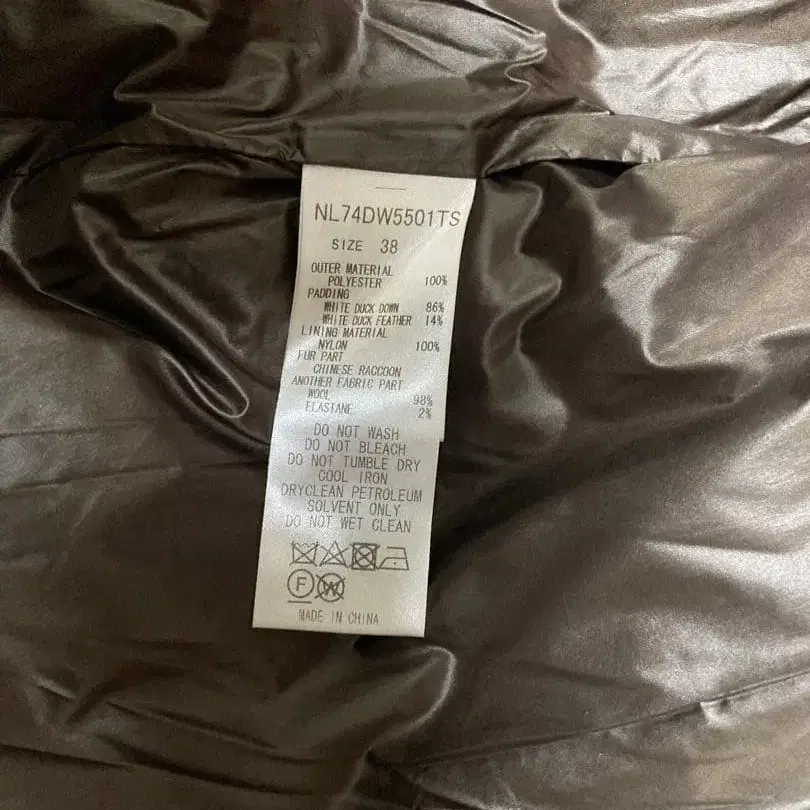 NL74DW5501TS
SIZE 38
OUTER MATERIAL
POLYESTER 100%
PADDING
WHITE DUCK DOWN 86%
WHITE DUCK FEATHER 14%
LINING MATERIAL
NYLON 100%
FUR PART
CHINESE RACCOON
ANOTHER FABRIC PART
WOOL 98%
ELASTANE 2%
DO NOT WASH
DO NOT BLEACH
DO NOT TUMBLE DRY
COOL IRON
DRYCLEAN PETROLEUM
SOLVENT ONLY
DO NOT WET CLEAN
F W
MADE IN CHINA